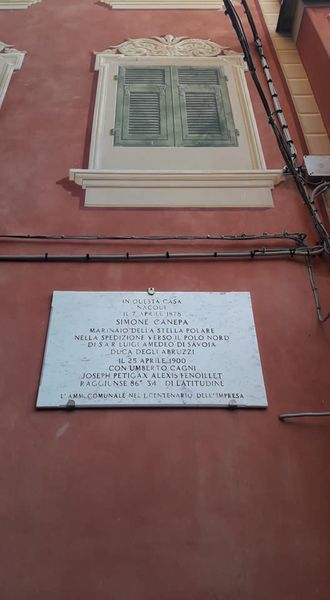 IN QUESTA CASA
NACQUE
IL 7 APRILE 1878
SIMONE CANEPA
MARINAIO DELLA STELLA POLARE
NELLA SPEDIZIONE VERSO IL POLO NORD
DI S.A.R. LUIGI AMEDEO DI SAVOIA
DUCA DEGLI ABRUZZI
IL 25 APRILE 1900
CON UMBERTO CAGNI
JOSEPH PETIGAX ALEXIS FENOILLET
RAGGIUNSE 86° 34' DI LATITUDINE
L'AMM. COMUNALE NEL I CENTENARIO DELL'IMPRESA